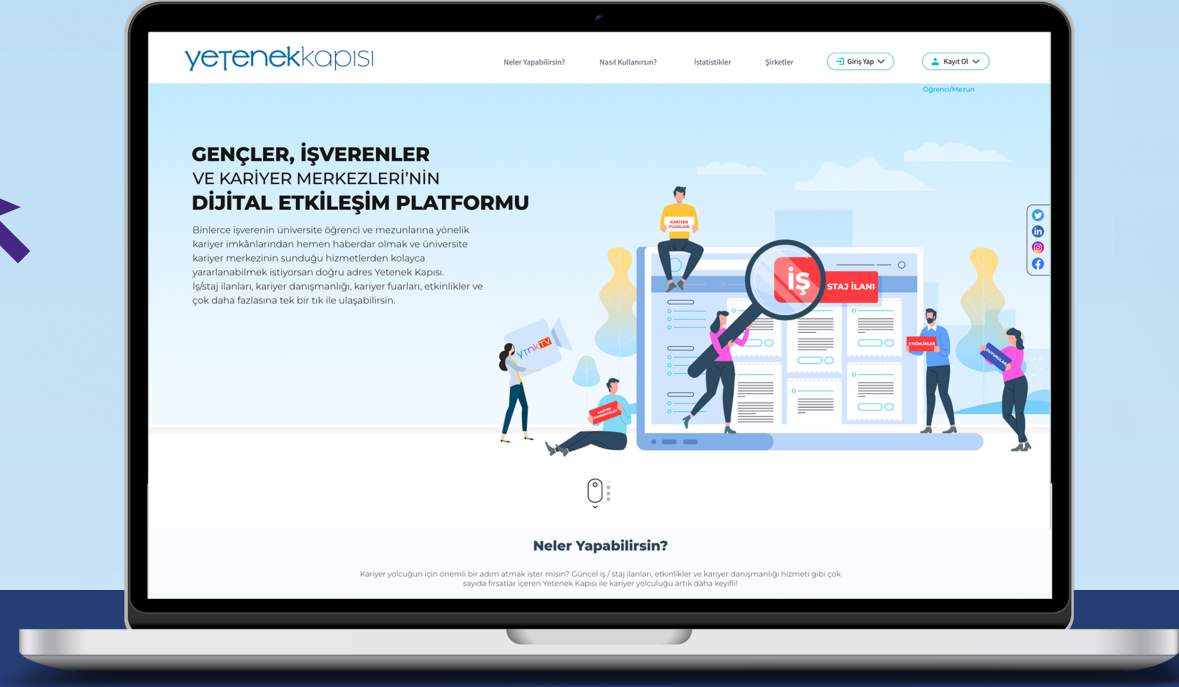 yetenekkapısı
Neler Yapabilirsin?
Nasıl Kullanırsın?
İstatistikler
Şirketler
Giriş Yap
Kayıt Ol
Öğrenci/Mezun
GENÇLER, İŞVERENLER
VE KARİYER MERKEZLERİ'NİN
DİJİTAL ETKİLEŞİM PLATFORMU
Binlerce işverenin üniversite öğrenci ve mezunlarına yönelik
kariyer imkânlarından hemen haberdar olmak ve üniversite
kariyer merkezinin sunduğu hizmetlerden kolayca
yararlanabilmek istiyorsan doğru adres Yetenek Kapısı.
İş/staj ilanları, kariyer danışmanlığı, kariyer fuarları, etkinlikler ve
çok daha fazlasına tek bir tık ile ulaşabilirsin.
KARİYER
FUARLARI
İŞ
STAJ İLANI
YTNKTV
ETKİNLİKLER
DUYURULAR
KARİYER
DANIŞMANLIĞI
Neler Yapabilirsin?
Kariyer yolcuğun için önemli bir adım atmak ister misin? Güncel iş / staj ilanları, etkinlikler ve kariyer danışmanlığı hizmeti gibi çok
sayıda fırsatlar içeren Yetenek Kapısı ile kariyer yolculuğu artık daha keyifli!